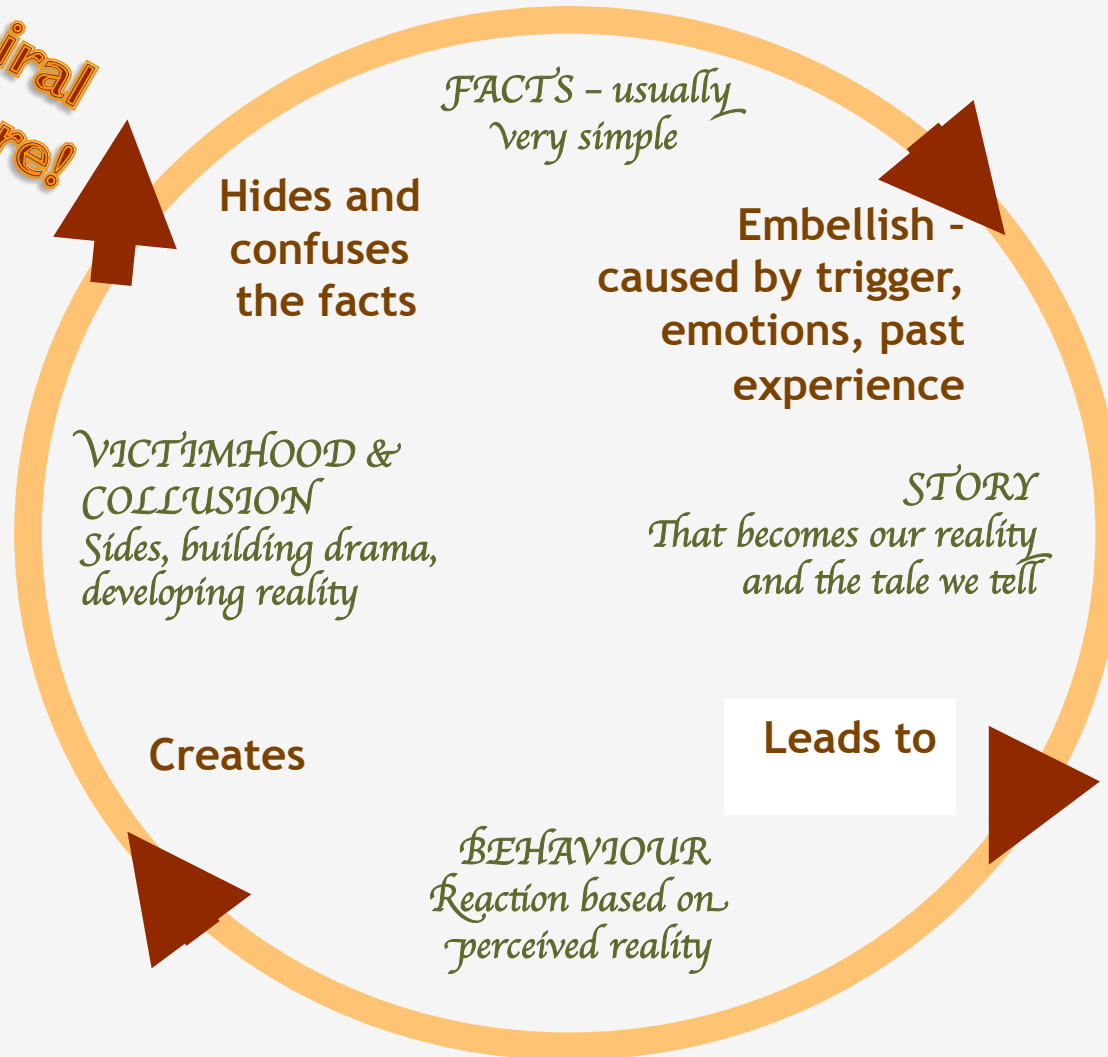 FACTS – usually
very simple
Embellish –
caused by trigger,
emotions, past
experience
STORY
That becomes our reality
and the tale we tell
Leads to
BEHAVIOUR
Reaction based on
perceived reality
Creates
VICTIMHOOD &
COLLUSION
Sides, building drama,
developing reality
Hides and
confuses
the facts